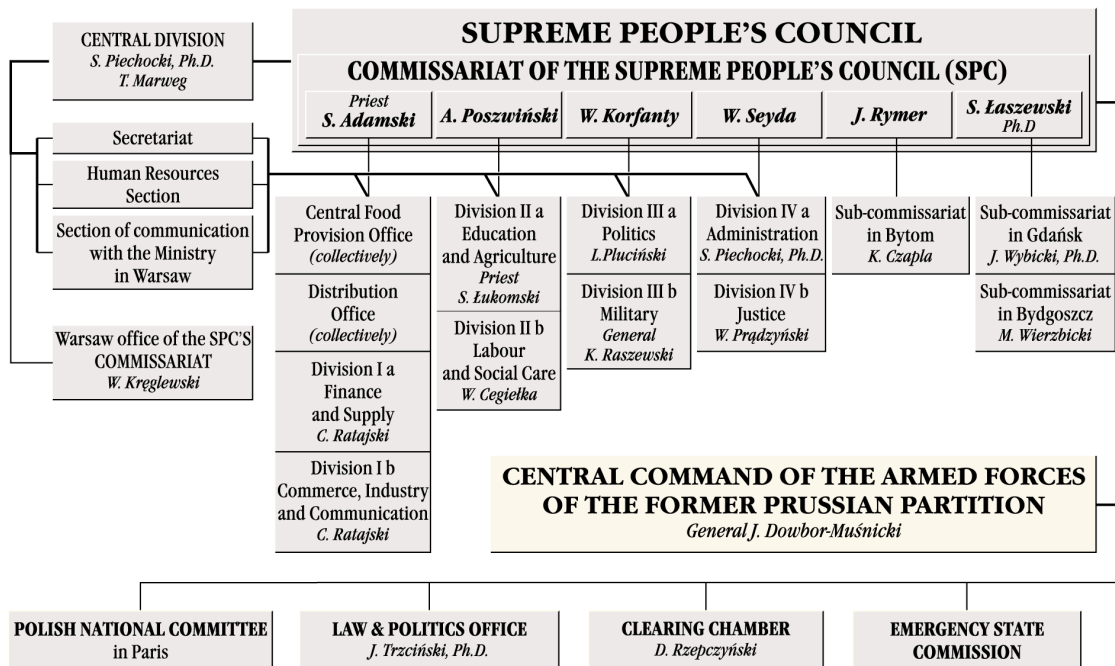 CENTRAL DIVISION
S. Piechocki, Ph.D.
T. Marweg
SUPREME PEOPLE'S COUNCIL
COMMISSARIAT OF THE SUPREME PEOPLE'S COUNCIL (SPC)
Priest
S. Adamski
A. Poszwiński
W. Korfanty
W. Seyda
J. Rymer
S. Łaszewski
Ph.D
Secretariat
Human Resources
Section
Section of communication
with the Ministry
in Warsaw
Warsaw office of the SPC'S
COMMISSARIAT
W. Kręglewski
Central Food
Provision Office
(collectively)
Distribution
Office
(collectively)
Division I a
Finance
and Supply
C. Ratajski
Division I b
Commerce, Industry
and Communication
C. Ratajski
Division II a
Education
and Agriculture
Priest
S. Łukomski
Division II b
Labour
and Social Care
W. Cegiełka
Division III a
Politics
L.Pluciński
Division III b
Military
General
K. Raszewski
Division IV a
Administration
S. Piechocki, Ph.D.
Division IV b
Justice
W. Prądzyński
Sub-commissariat
in Bytom
K. Czapla
Sub-commissariat
in Gdańsk
J. Wybicki, Ph.D.
Sub-commissariat
in Bydgoszcz
M. Wierzbicki
CENTRAL COMMAND OF THE ARMED FORCES
OF THE FORMER PRUSSIAN PARTITION
General J. Dowbor-Muśnicki
POLISH NATIONAL COMMITTEE
in Paris
LAW & POLITICS OFFICE
J. Trzciński, Ph.D.
CLEARING CHAMBER
D. Rzepczyński
EMERGENCY STATE
COMMISSION